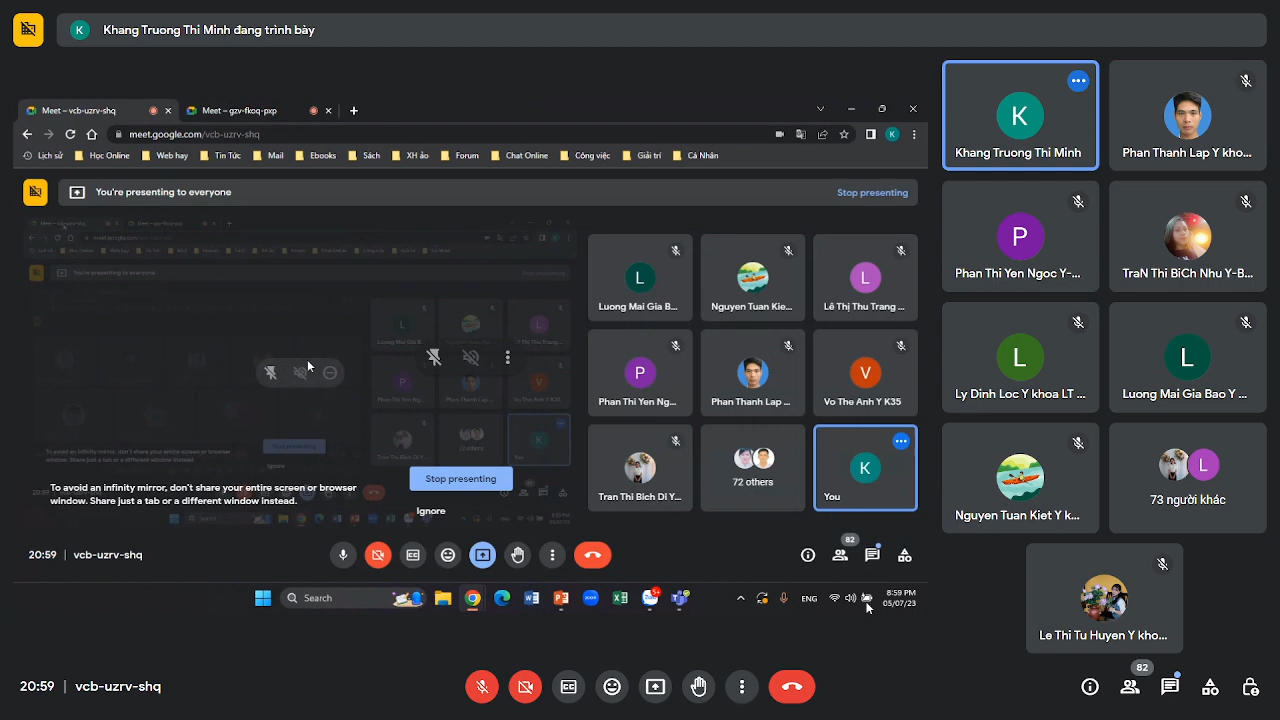 K Khang Truong Thi Minh đang trình bày
Meet – vcb-uzrv-shq
Meet – gzv-fkoq-pxp
meet.google.com/vcb-uzrv-shq
K
Lịch sử Học Online Web hay Tin Tức Mail Ebooks Sách XH ảo Forum Chat Online Công việc Giải trí Cá Nhân
You're presenting to everyone
Stop presenting
L
Luong Mai Gia B...
Nguyen Tuan Kie...
L
Lê Thị Thu Trang ...
P
Phan Thi Yen Ng...
Phan Thanh Lap ...
V
Vo The Anh Y K35
Tran Thi Bich DI Y...
72 others
K
You
Stop presenting
To avoid an infinity mirror, don't share your entire screen or browser
window. Share just a tab or a different window instead.
Ignore
20:59 | vcb-uzrv-shq
82
Search
5+
ENG
8:59 PM
05/07/23
K
Khang Truong Thi Minh
Phan Thanh Lap Y kho...
P
Phan Thi Yen Ngoc Y-...
TraN Thi BiCh Nhu Y-B...
L
Ly Dinh Loc Y khoa LT ...
L
Luong Mai Gia Bao Y ...
Nguyen Tuan Kiet Y k...
L
73 người khác
Le Thi Tu Huyen Y kho...
20:59 | vcb-uzrv-shq
82